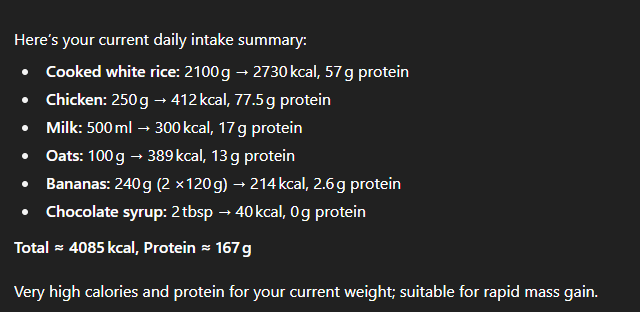 Here’s your current daily intake summary:
• Cooked white rice: 2100 g → 2730 kcal, 57 g protein
• Chicken: 250 g → 412 kcal, 77.5 g protein
• Milk: 500 ml → 300 kcal, 17 g protein
• Oats: 100 g → 389 kcal, 13 g protein
• Bananas: 240 g (2 ×120 g) → 214 kcal, 2.6 g protein
• Chocolate syrup: 2 tbsp → 40 kcal, 0 g protein
Total ≈ 4085 kcal, Protein ≈ 167 g
Very high calories and protein for your current weight; suitable for rapid mass gain.